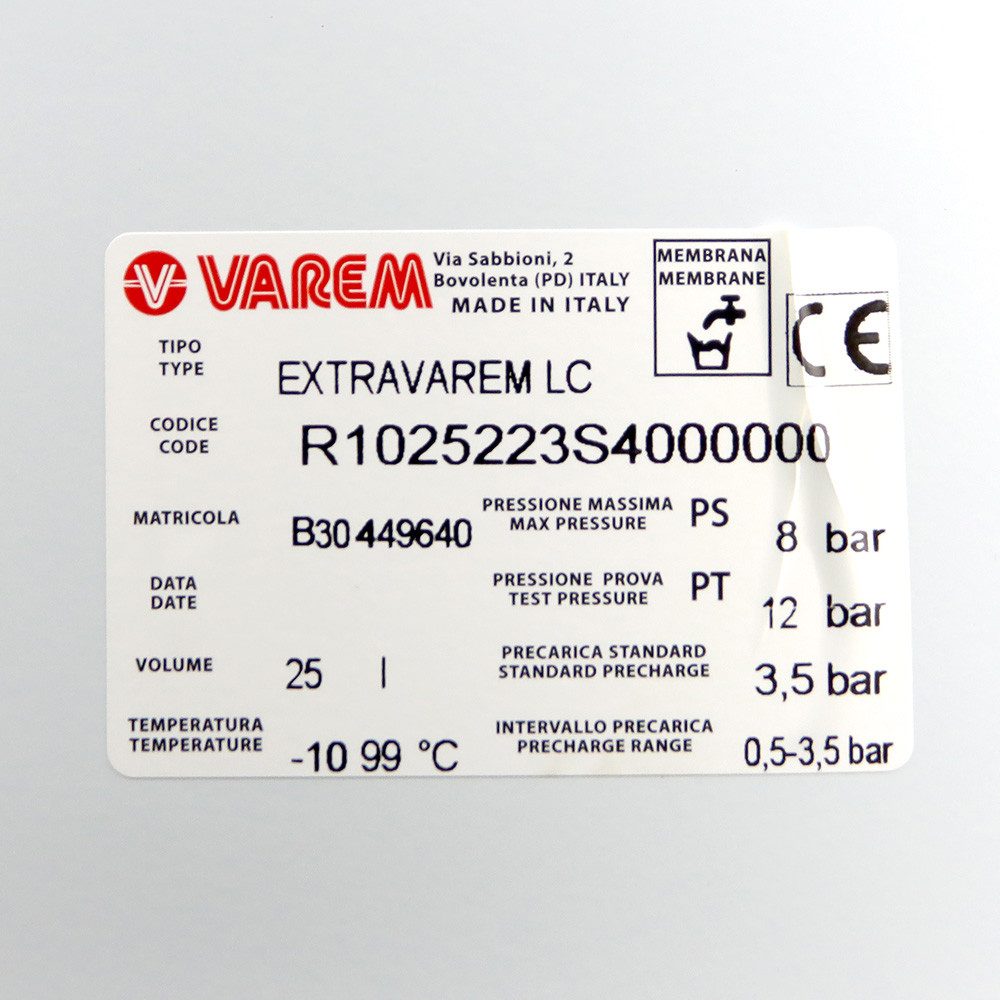 VAREM
Via Sabbioni, 2
Bovolenta (PD) ITALY
MADE IN ITALY
MEMBRANA
MEMBRANE
CE
TIPO
TYPE
EXTRAVAREM LC
CODICE
CODE
R1025223S4000000
MATRICOLA
B30449640
PRESSIONE MASSIMA
MAX PRESSURE
PS
8 bar
DATA
DATE
PRESSIONE PROVA
TEST PRESSURE
PT
12 bar
VOLUME
25 l
PRECARICA STANDARD
STANDARD PRECHARGE
3,5 bar
TEMPERATURA
TEMPERATURE
-10 99 °C
INTERVALLO PRECARICA
PRECHARGE RANGE
0,5-3,5 bar